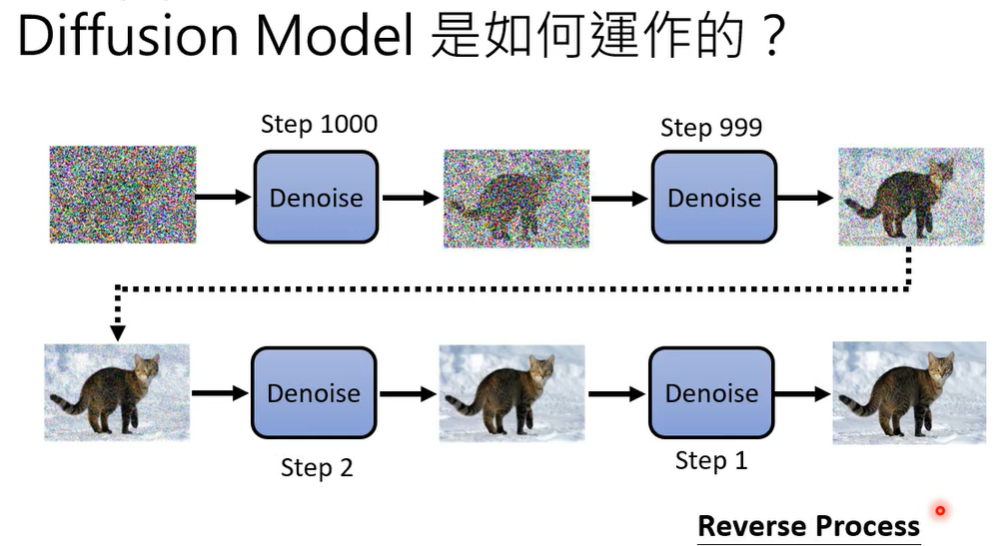 Diffusion Model 是如何運作的？
Step 1000
Step 999
Denoise
Denoise
Denoise
Denoise
Step 2
Step 1
Reverse Process